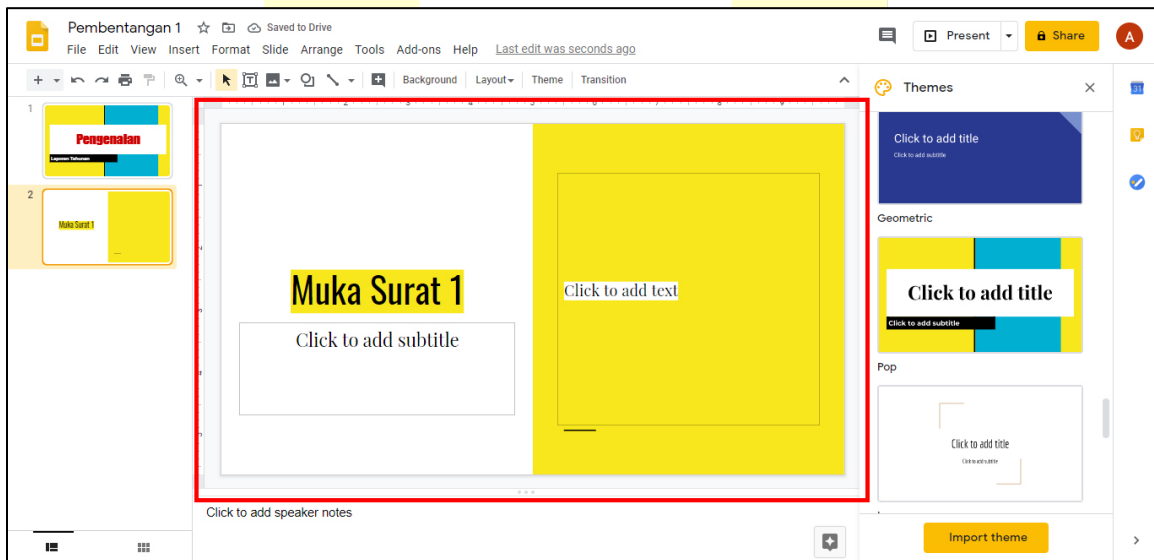 Pembentangan 1
Saved to Drive
File Edit View Insert Format Slide Arrange Tools Add-ons Help Last edit was seconds ago
Present
Share
A
Background Layout Theme Transition
Themes
31
1
Pengenalan
Laporan Tahunan
2
Muka Surat 1
Muka Surat 1
Click to add subtitle
Click to add text
Click to add speaker notes
Click to add title
Click to add subtitle
Geometric
Click to add title
Click to add subtitle
Pop
Click to add title
Click to add subtitle
Import theme